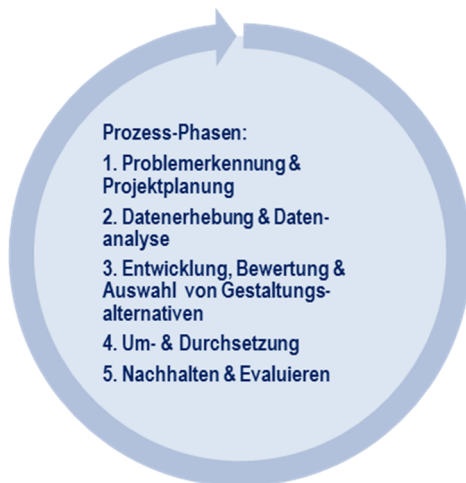 Prozess-Phasen:
1. Problemerkennung &
Projektplanung
2. Datenerhebung & Daten-
analyse
3. Entwicklung, Bewertung &
Auswahl von Gestaltungs-
alternativen
4. Um- & Durchsetzung
5. Nachhalten & Evaluieren